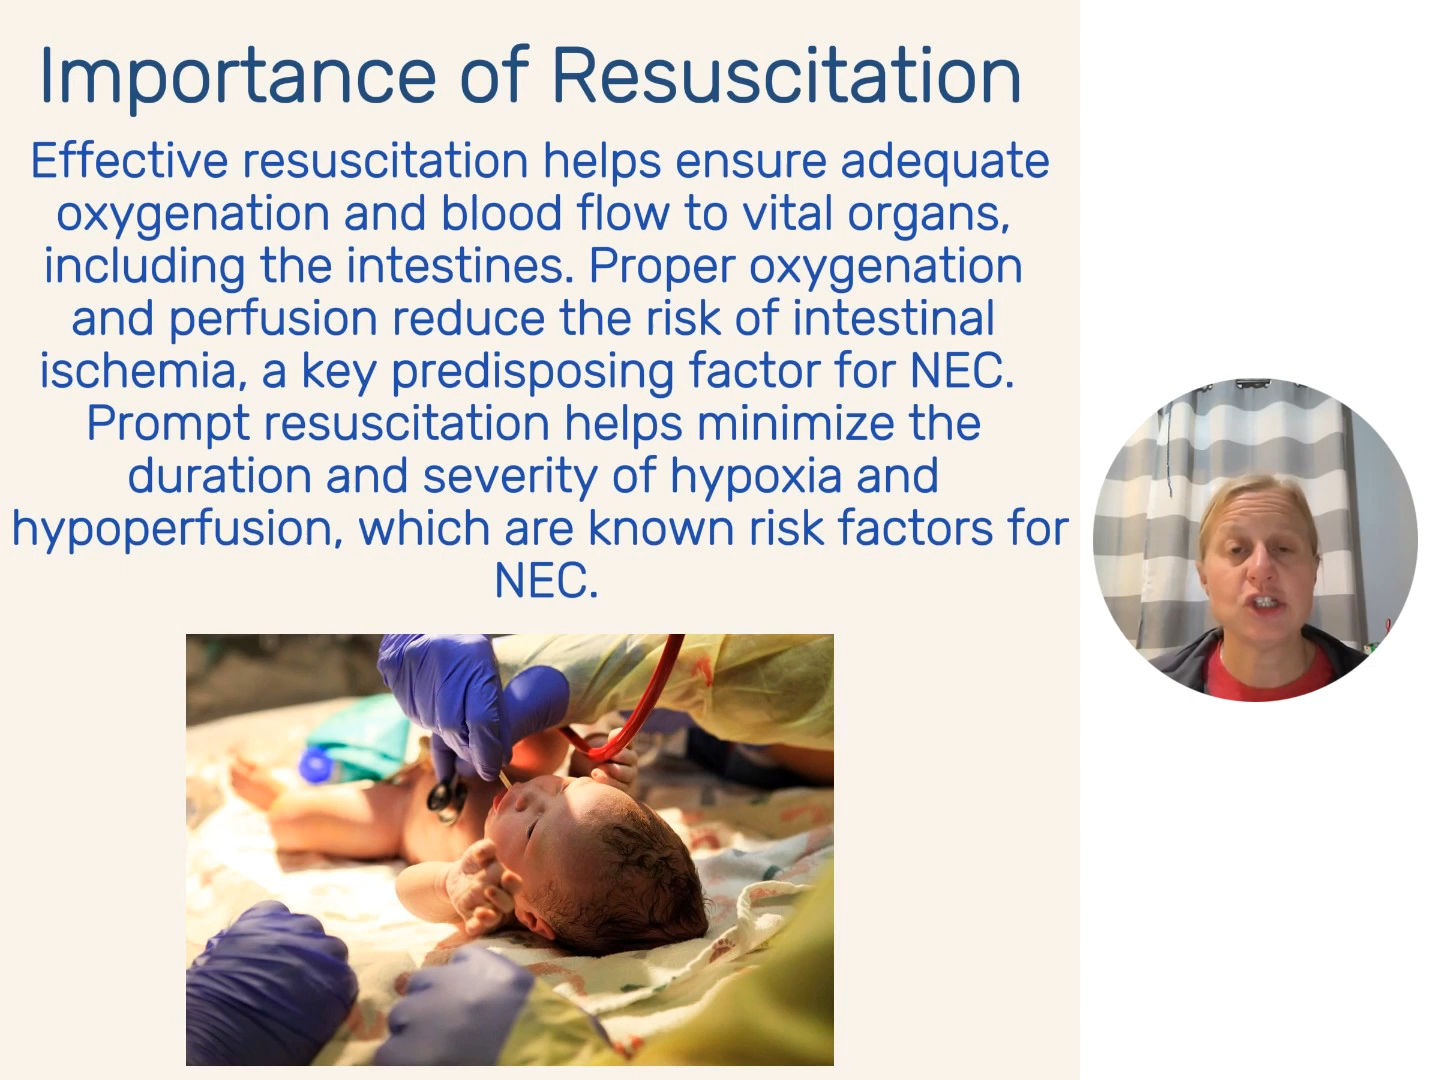 Importance of Resuscitation
Effective resuscitation helps ensure adequate
oxygenation and blood flow to vital organs,
including the intestines. Proper oxygenation
and perfusion reduce the risk of intestinal
ischemia, a key predisposing factor for NEC.
Prompt resuscitation helps minimize the
duration and severity of hypoxia and
hypoperfusion, which are known risk factors for
NEC.